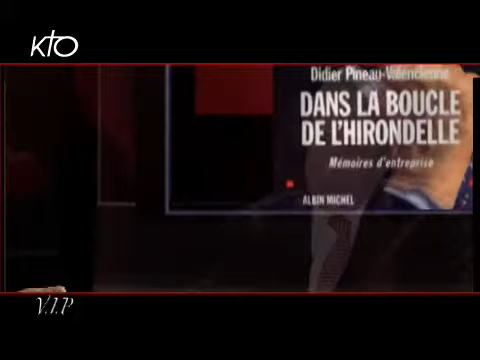 KTO
Didier Pineau-Valencienne
DANS LA BOUCLE
DE L'HIRONDELLE
Mémoires d'entreprise
ALBIN MICHEL
V.I.P